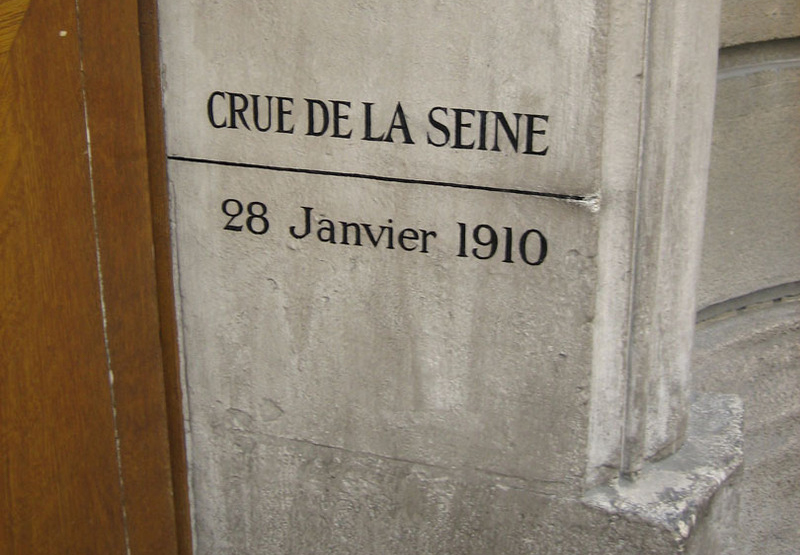 CRUE DE LA SEINE
28 Janvier 1910